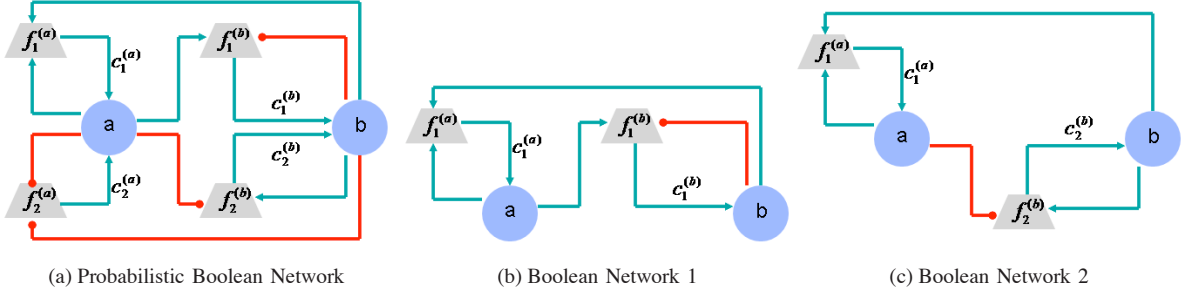 f₁⁽ᵃ⁾ f₁⁽ᵇ⁾
c₁⁽ᵃ⁾
c₁⁽ᵇ⁾
a b
c₂⁽ᵇ⁾
c₂⁽ᵃ⁾
f₂⁽ᵃ⁾ f₂⁽ᵇ⁾
(a) Probabilistic Boolean Network
f₁⁽ᵃ⁾ f₁⁽ᵇ⁾
c₁⁽ᵃ⁾
c₁⁽ᵇ⁾
a b
(b) Boolean Network 1
f₁⁽ᵃ⁾
c₁⁽ᵃ⁾
a b
c₂⁽ᵇ⁾
f₂⁽ᵇ⁾
(c) Boolean Network 2